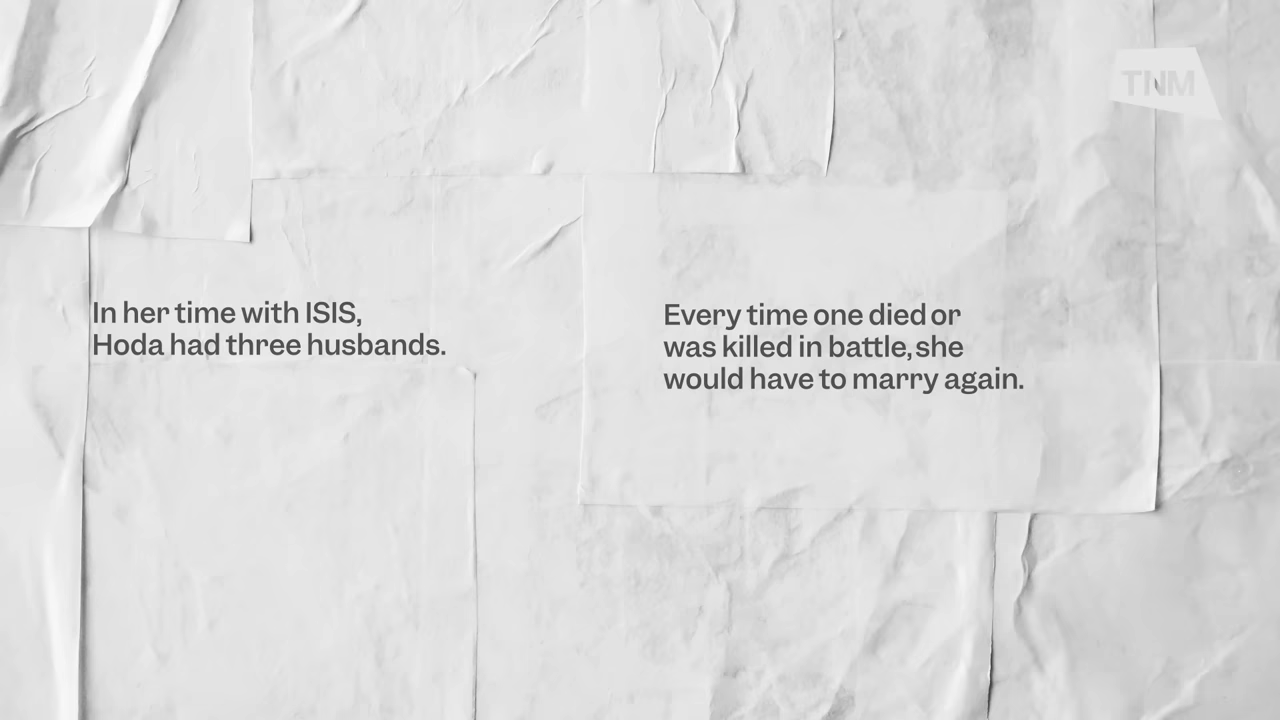 TNM
In her time with ISIS,
Hoda had three husbands.
Every time one died or
was killed in battle, she
would have to marry again.